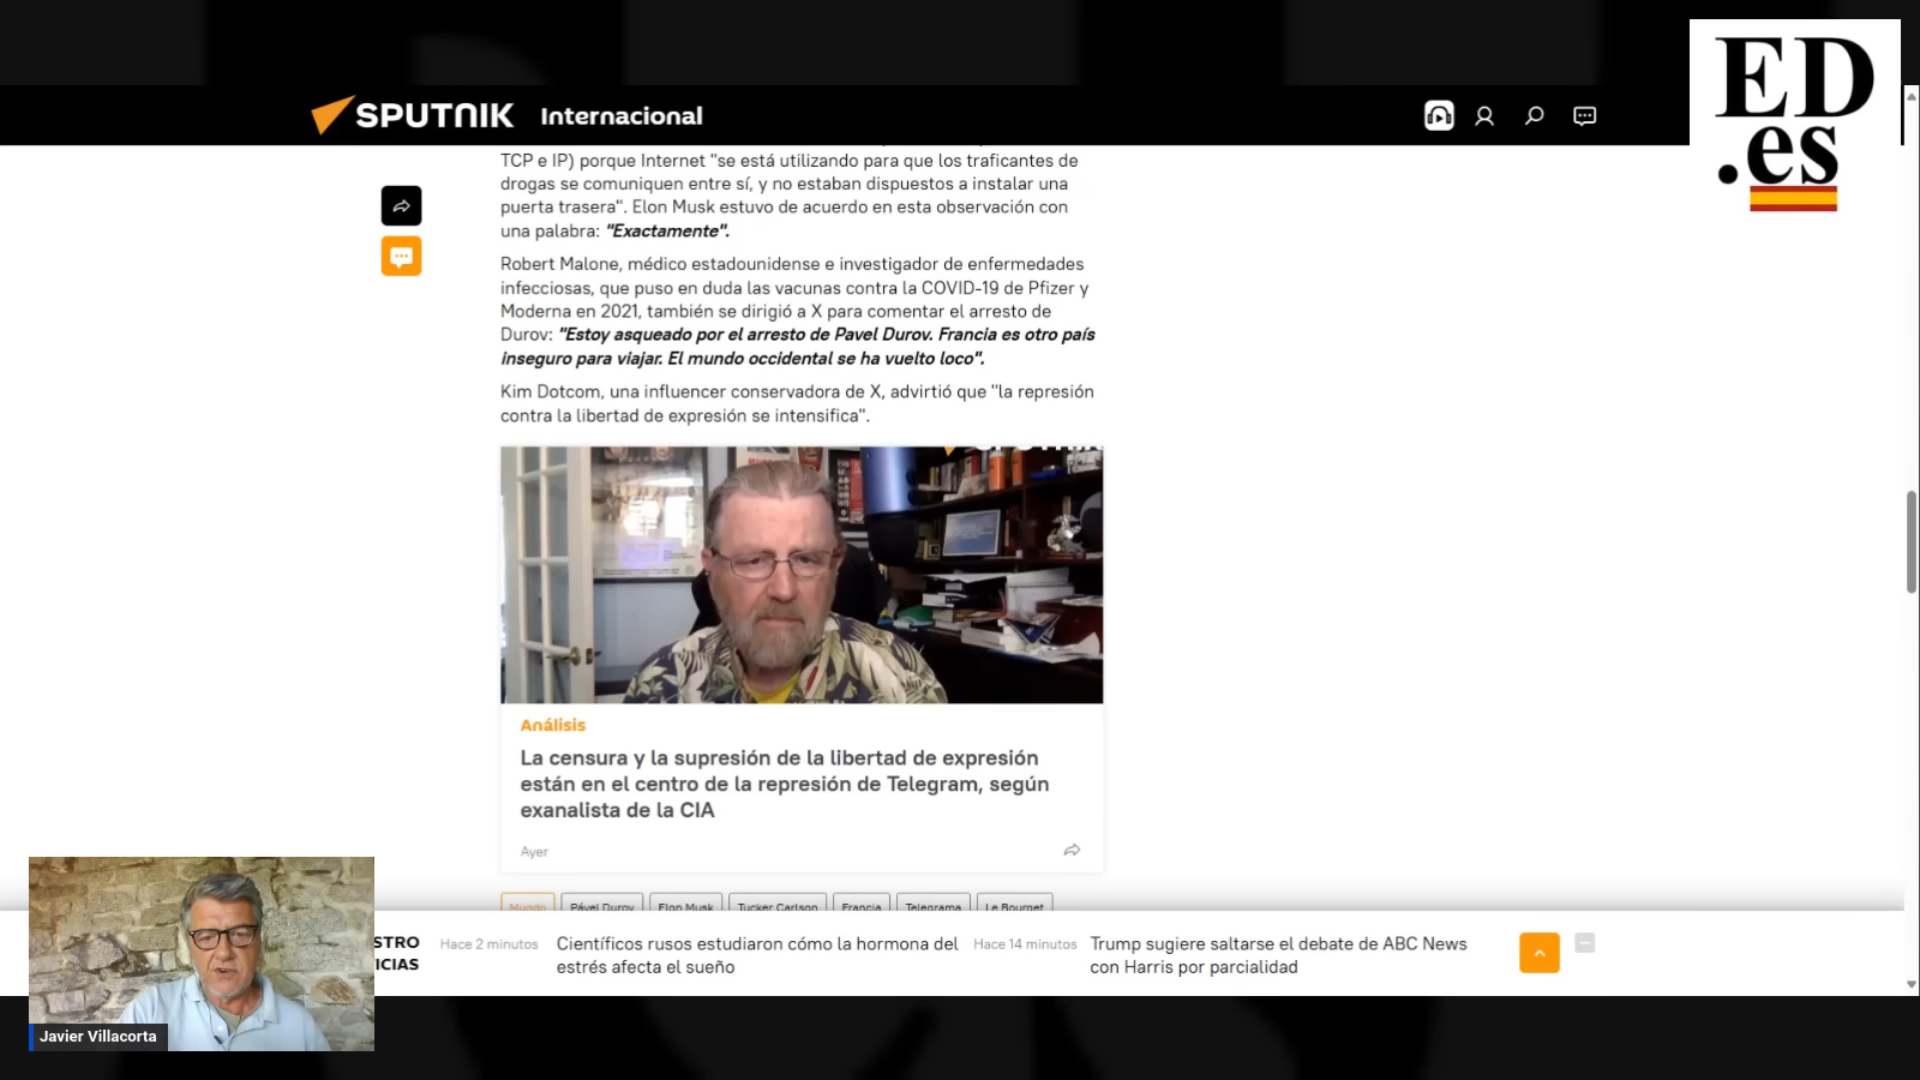 ED
.es
SPUTNIK Internacional
TCP e IP) porque Internet "se está utilizando para que los traficantes de
drogas se comuniquen entre sí, y no estaban dispuestos a instalar una
puerta trasera". Elon Musk estuvo de acuerdo en esta observación con
una palabra: "Exactamente".
Robert Malone, médico estadounidense e investigador de enfermedades
infecciosas, que puso en duda las vacunas contra la COVID-19 de Pfizer y
Moderna en 2021, también se dirigió a X para comentar el arresto de
Durov: "Estoy asqueado por el arresto de Pavel Durov. Francia es otro país
inseguro para viajar. El mundo occidental se ha vuelto loco".
Kim Dotcom, una influencer conservadora de X, advirtió que "la represión
contra la libertad de expresión se intensifica".
Análisis
La censura y la supresión de la libertad de expresión
están en el centro de la represión de Telegram, según
exanalista de la CIA
Ayer
Mundo Pável Durov Elon Musk Tucker Carlson Francia Telegrama Le Bourget
STRO
ICIAS
Hace 2 minutos
Científicos rusos estudiaron cómo la hormona del
estrés afecta el sueño
Hace 14 minutos
Trump sugiere saltarse el debate de ABC News
con Harris por parcialidad
Javier Villacorta